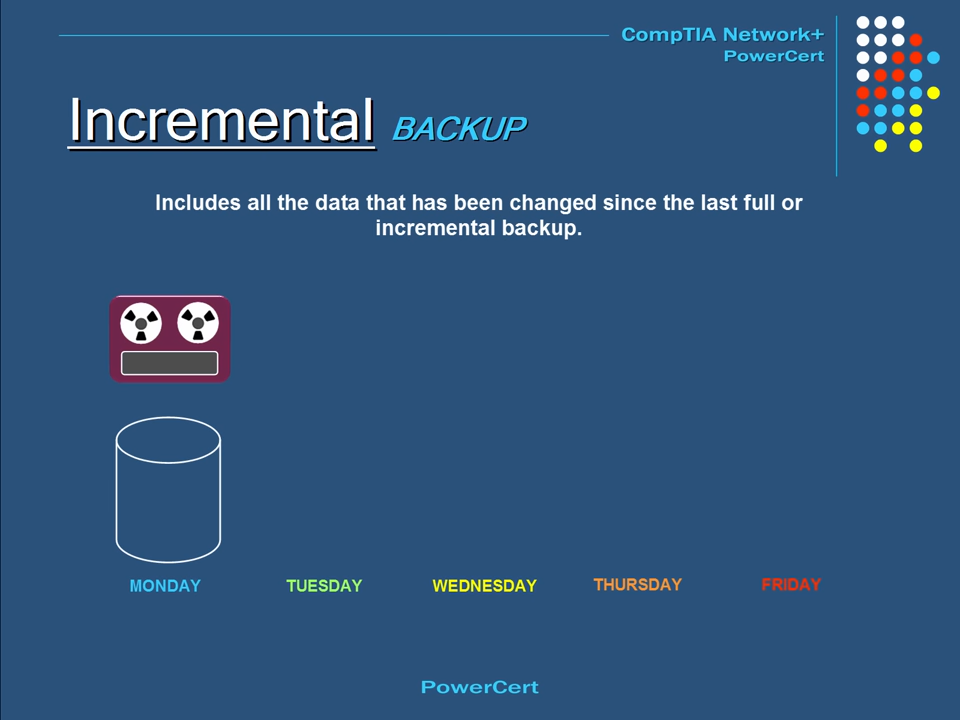 CompTIA Network+
PowerCert
Incremental BACKUP
Includes all the data that has been changed since the last full or
incremental backup.
MONDAY TUESDAY WEDNESDAY THURSDAY FRIDAY
PowerCert